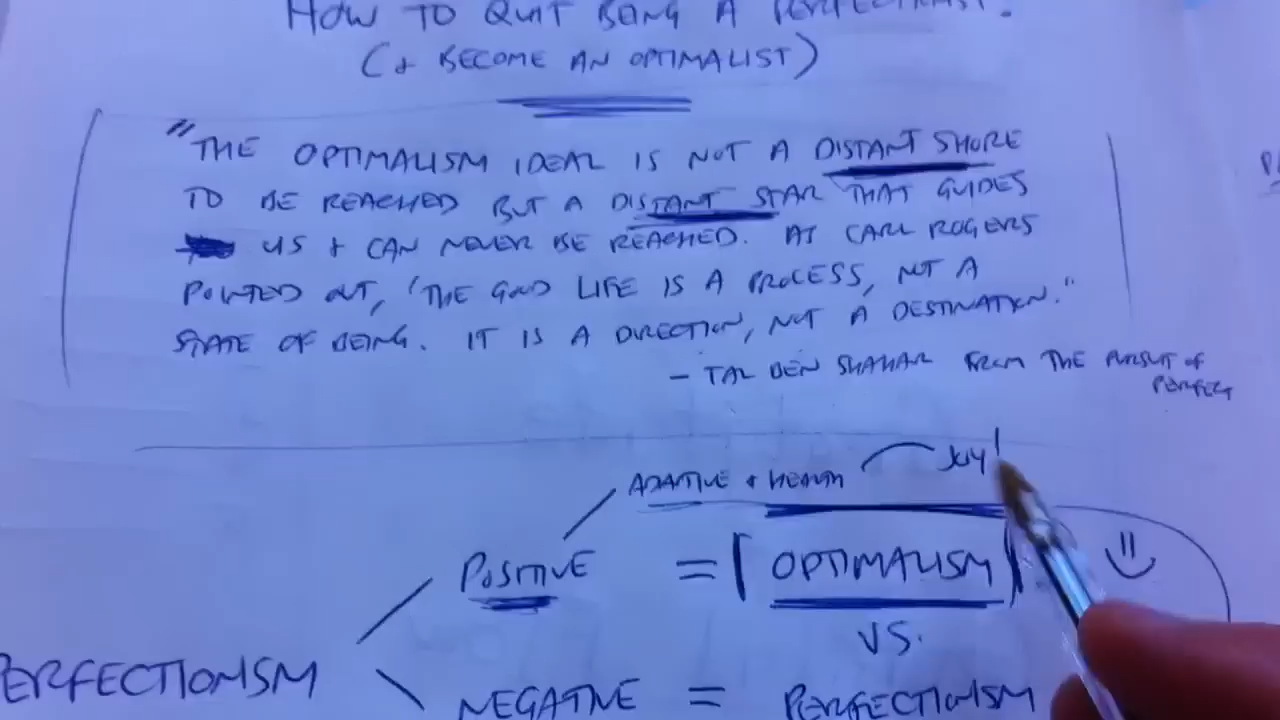 HOW TO QUIT BEING A PERFECTIONIST.
(+ BECOME AN OPTIMALIST)
"THE OPTIMALISM IDEAL IS NOT A DISTANT SHORE
TO BE REACHED BUT A DISTANT STAR THAT GUIDES
US + CAN NEVER BE REACHED. AS CARL ROGERS
POINTED OUT, 'THE GOOD LIFE IS A PROCESS, NOT A
STATE OF BEING. IT IS A DIRECTION, NOT A DESTINATION."
- TAL BEN SHAHAR FROM THE PURSUIT OF
PERFECT
ADAPTIVE + HEALTH JOY!
POSITIVE = [OPTIMALISM]
VS.
PERFECTIONISM
NEGATIVE = PERFECTIONISM